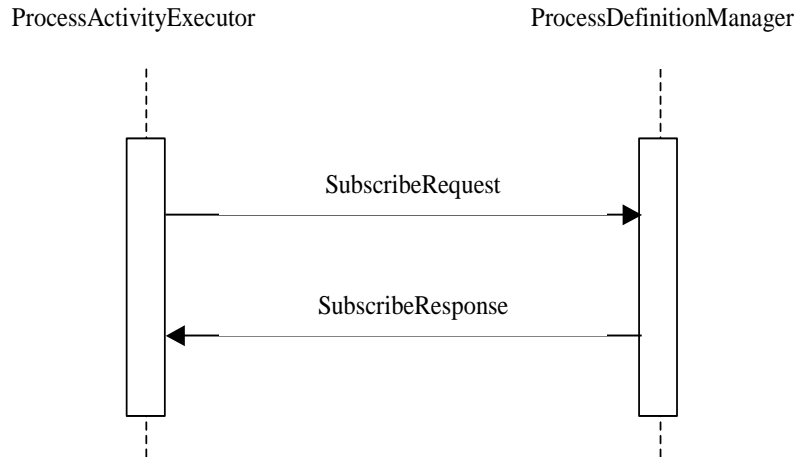 ProcessActivityExecutor
ProcessDefinitionManager
SubscribeRequest
SubscribeResponse